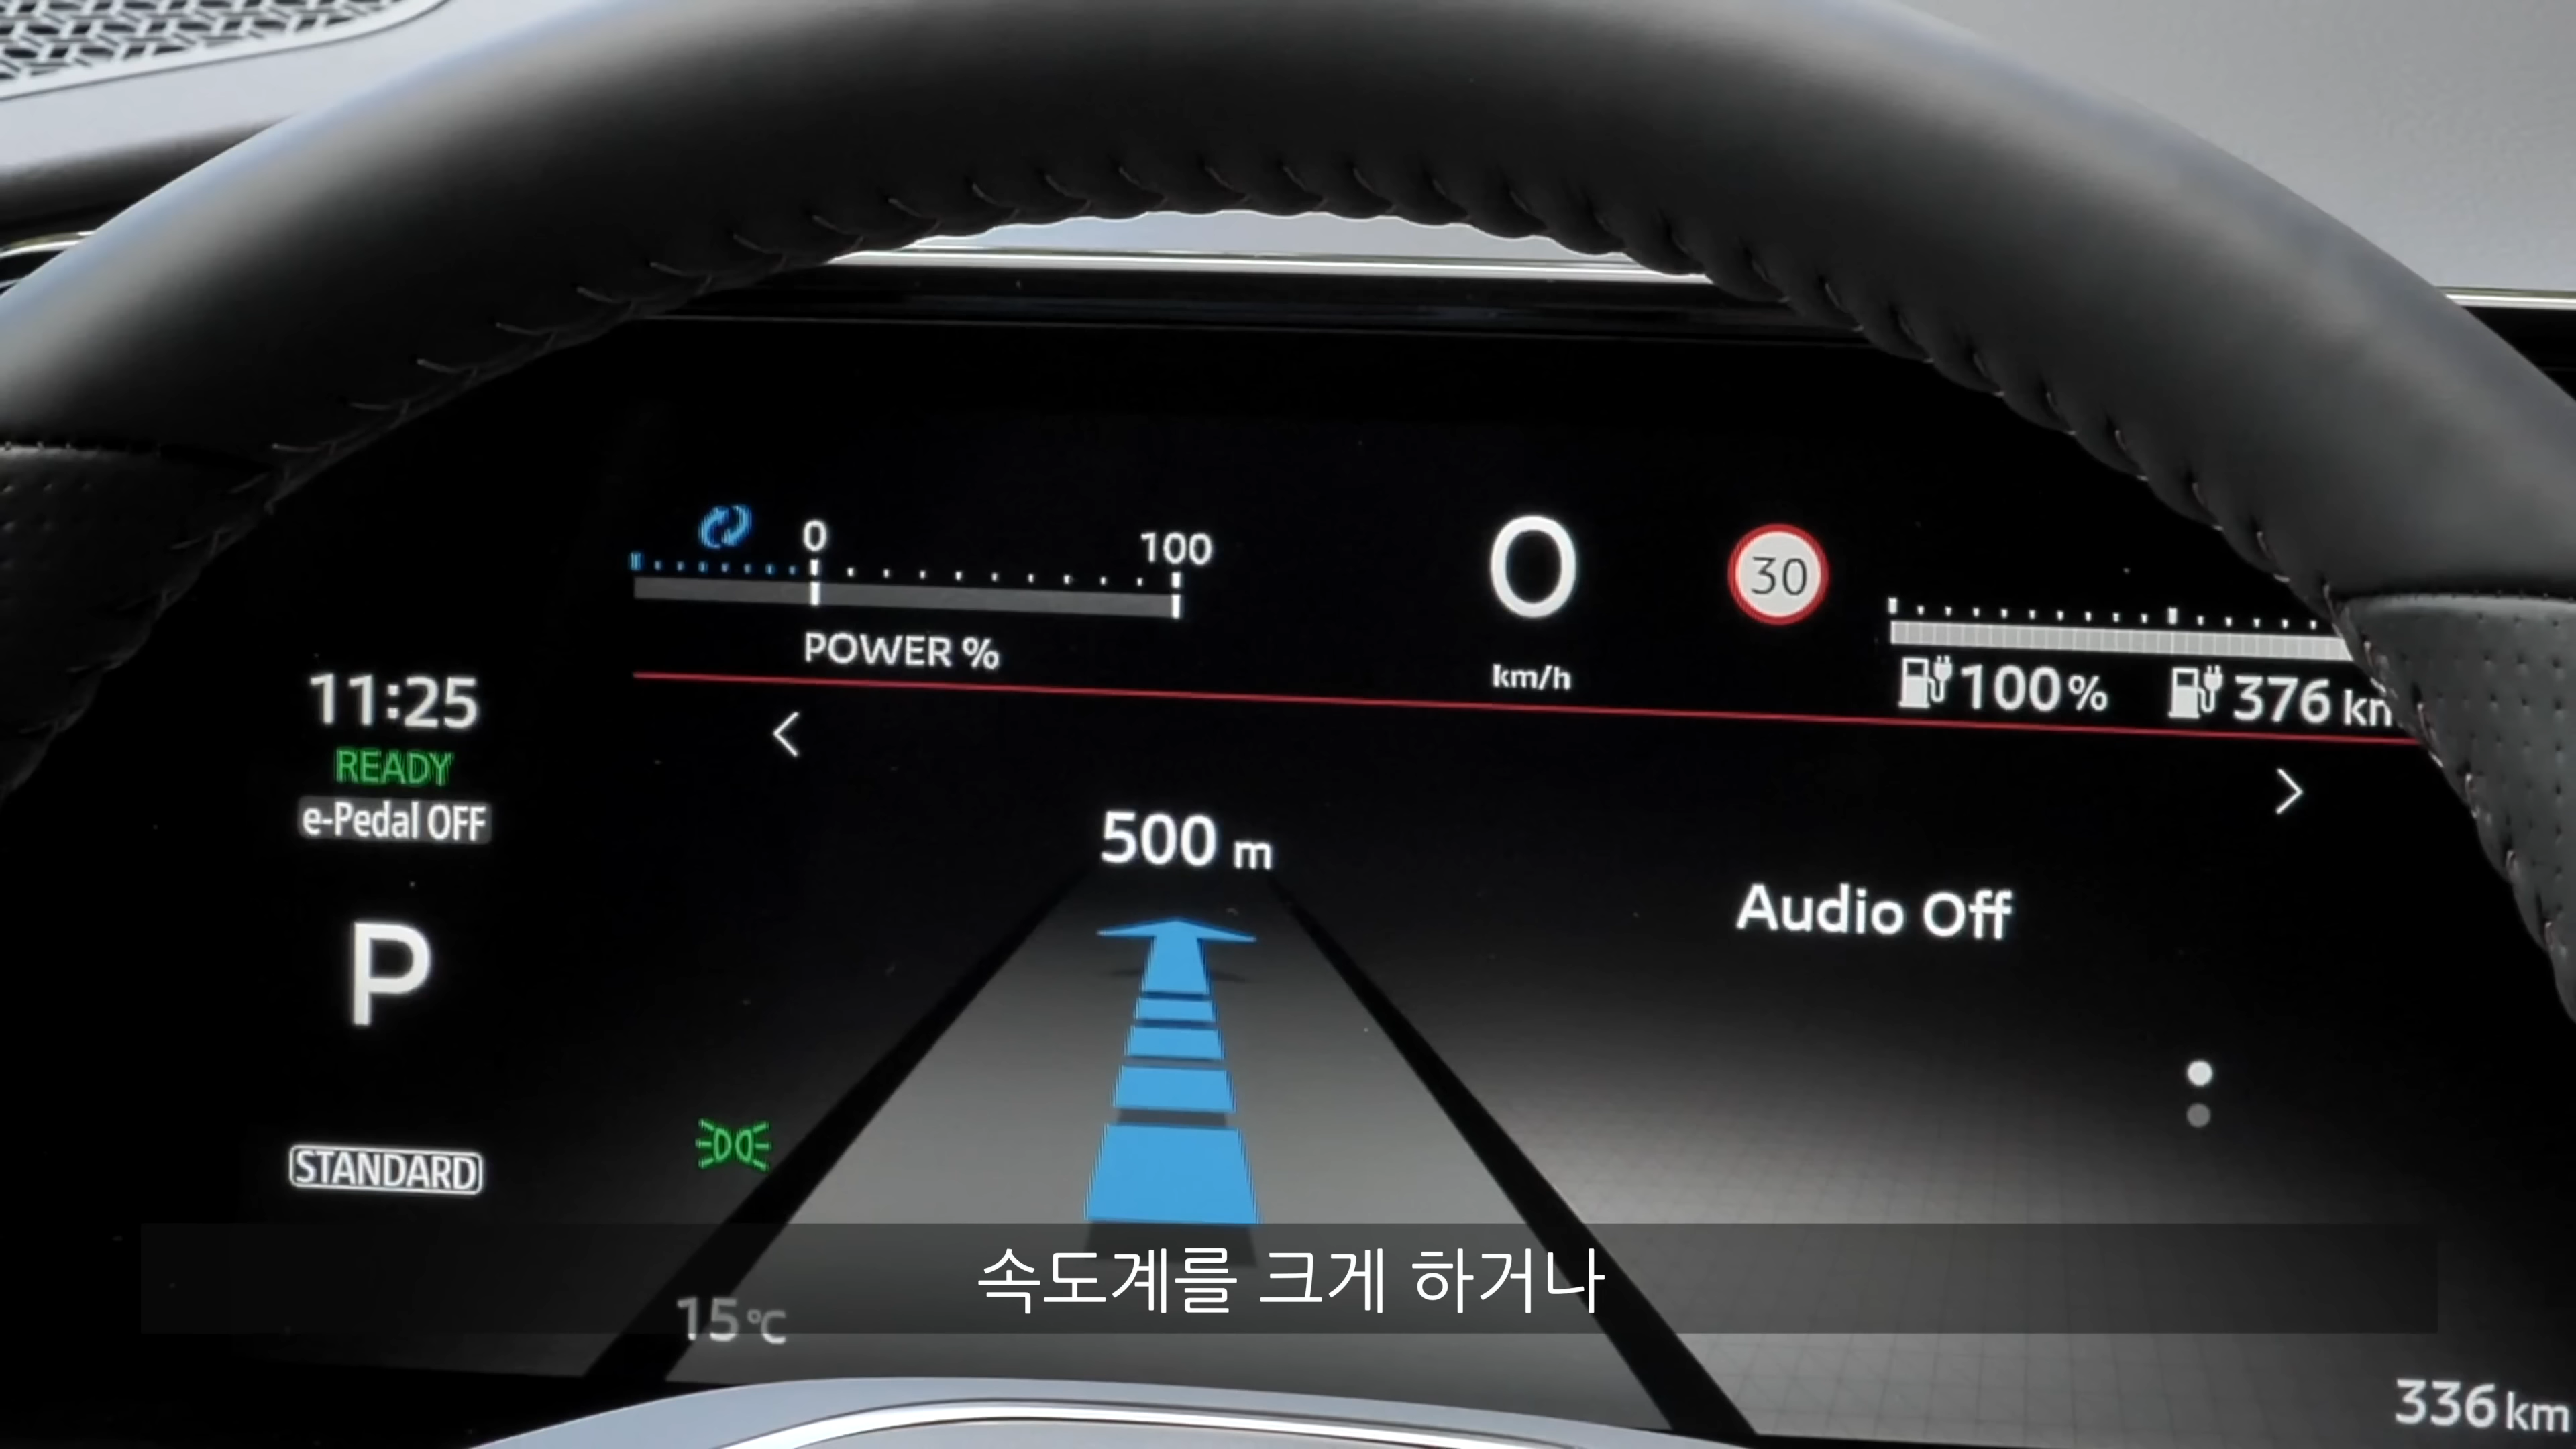 0
100
0
30
POWER %
km/h
100%
376 km
11:25
READY
e-Pedal OFF
500 m
Audio Off
P
STANDARD
속도계를 크게 하거나
15°C
336 km